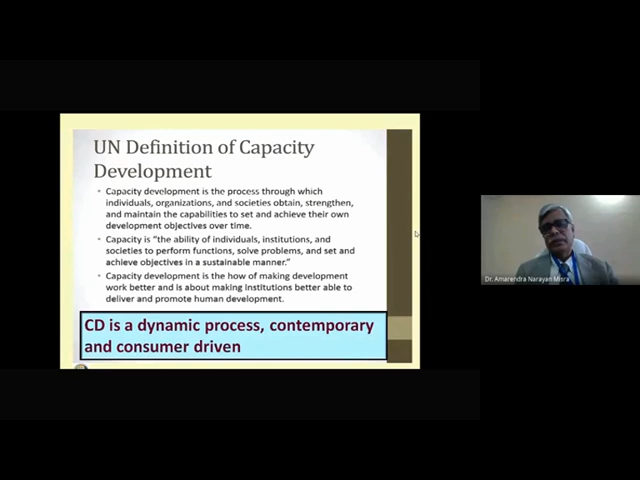 UN Definition of Capacity
Development
• Capacity development is the process through which
individuals, organizations, and societies obtain, strengthen,
and maintain the capabilities to set and achieve their own
development objectives over time.
• Capacity is “the ability of individuals, institutions, and
societies to perform functions, solve problems, and set and
achieve objectives in a sustainable manner.”
• Capacity development is the how of making development
work better and is about making institutions better able to
deliver and promote human development.
CD is a dynamic process, contemporary
and consumer driven
Dr. Amarendra Narayan Misra